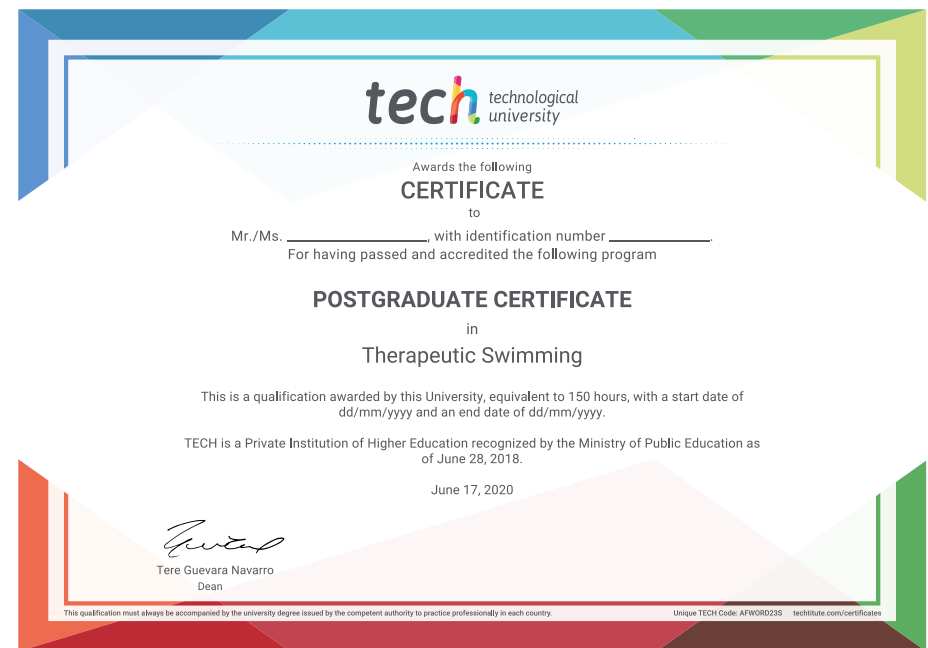 tech technological
university
Awards the following
CERTIFICATE
to
Mr./Ms. ____________, with identification number ____________.
For having passed and accredited the following program
POSTGRADUATE CERTIFICATE
in
Therapeutic Swimming
This is a qualification awarded by this University, equivalent to 150 hours, with a start date of
dd/mm/yyyy and an end date of dd/mm/yyyy.
TECH is a Private Institution of Higher Education recognized by the Ministry of Public Education as
of June 28, 2018.
June 17, 2020
Tere Guevara Navarro
Dean
This qualification must always be accompanied by the university degree issued by the competent authority to practice professionally in each country. Unique TECH Code: AFWORD23S techtitute.com/certificates